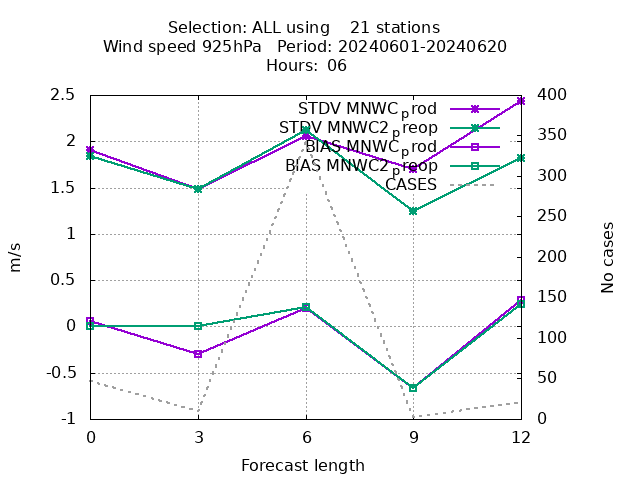 Selection: ALL using 21 stations
Wind speed 925hPa Period: 20240601-20240620
Hours: 06
2.5
2
1.5
1
0.5
0
-0.5
-1
m/s
STDV MNWC_prod
STDV MNWC2_preop
BIAS MNWC_prod
BIAS MNWC2_preop
CASES
400
350
300
250
200
150
100
50
0
No cases
0 3 6 9 12
Forecast length